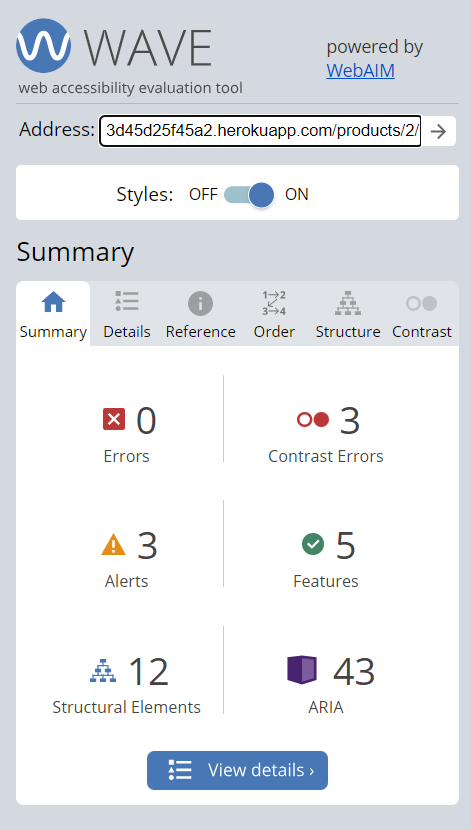 WAVE
web accessibility evaluation tool
powered by
WebAIM
Address: 3d45d25f45a2.herokuapp.com/products/2/
Styles: OFF ON
Summary
Summary Details Reference Order Structure Contrast
1 2
3 4
0 3
Errors Contrast Errors
3 5
Alerts Features
12 43
Structural Elements ARIA
View details ›